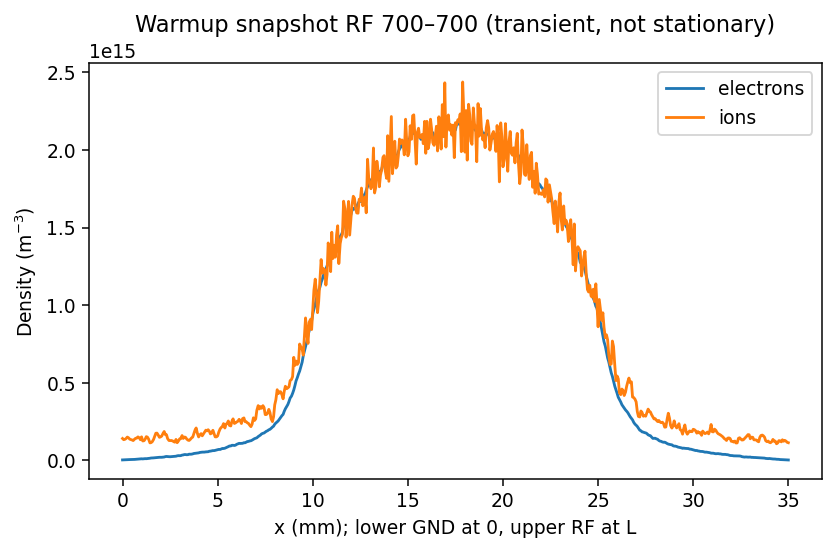 Warmup snapshot RF 700–700 (transient, not stationary)
1e15
2.5
2.0
1.5
1.0
0.5
0.0
Density (m⁻³)
electrons
ions
0 5 10 15 20 25 30 35
x (mm); lower GND at 0, upper RF at L